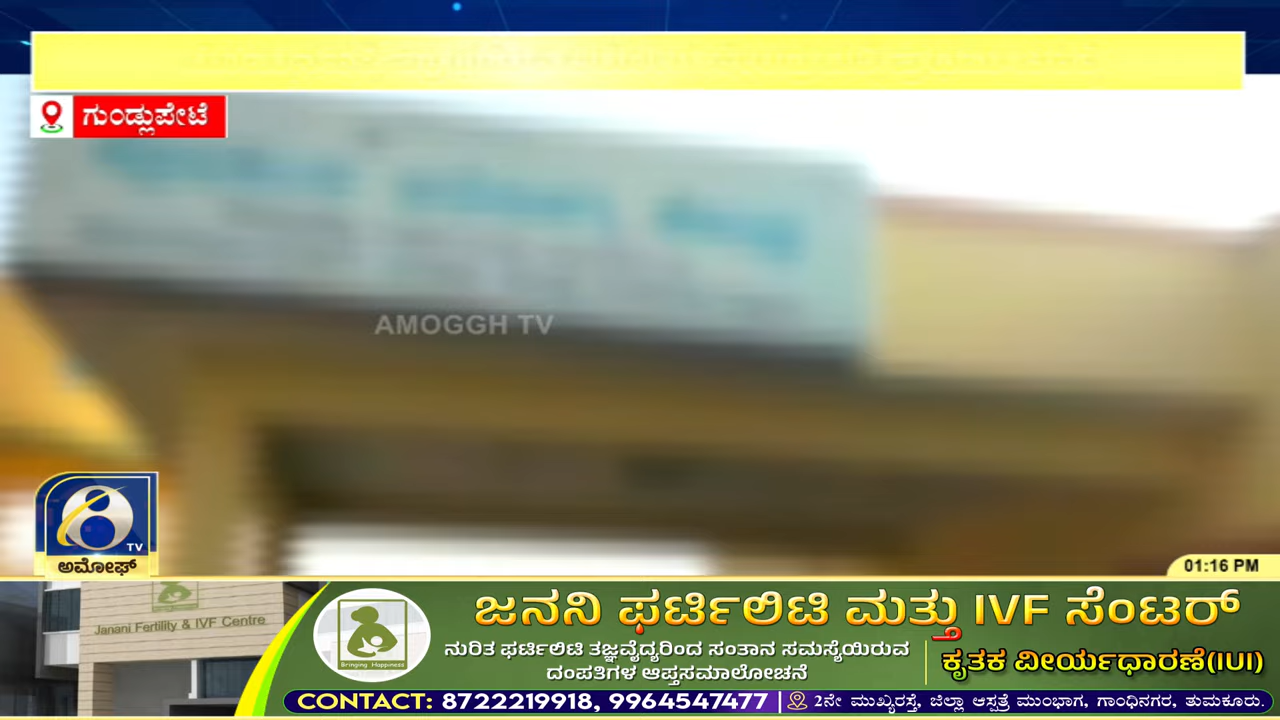 ಗುಂಡ್ಲುಪೇಟೆ
AMOGGH TV
8
TV
ಅಮೋಘ್
01:16 PM
Janani Fertility & IVF Centre
Bringing Happiness
ಜನನಿ ಫರ್ಟಿಲಿಟಿ ಮತ್ತು IVF ಸೆಂಟರ್
ನುರಿತ ಫರ್ಟಿಲಿಟಿ ತಜ್ಞವೈದ್ಯರಿಂದ ಸಂತಾನ ಸಮಸ್ಯೆಯಿರುವ
ದಂಪತಿಗಳ ಆಪ್ತಸಮಾಲೋಚನೆ
ಕೃತಕ ವೀರ್ಯಧಾರಣೆ(IUI)
CONTACT: 8722219918, 9964547477
2ನೇ ಮುಖ್ಯರಸ್ತೆ, ಜಿಲ್ಲಾ ಆಸ್ಪತ್ರೆ ಮುಂಭಾಗ, ಗಾಂಧಿನಗರ, ತುಮಕೂರು.